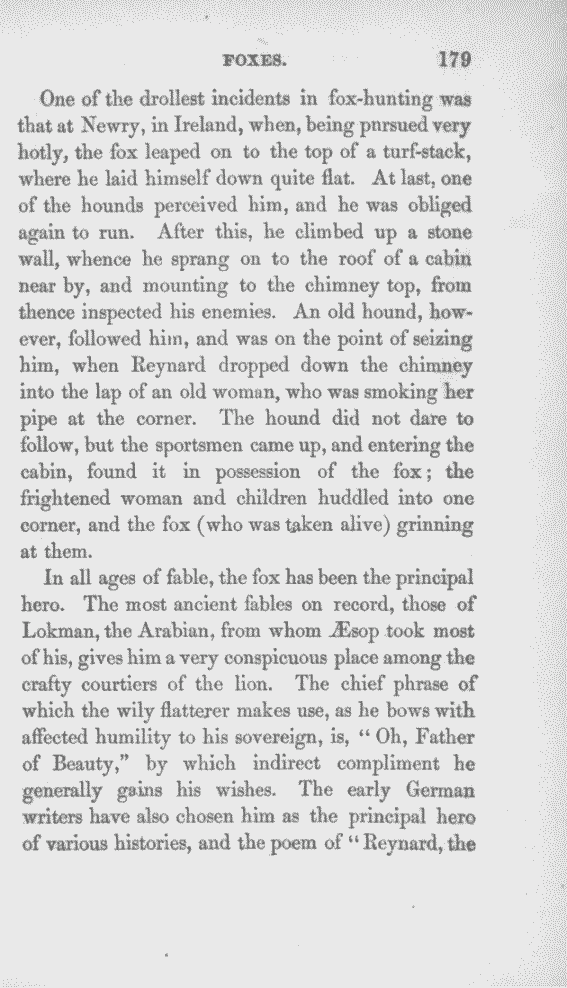 FOXES. 179
One of the drollest incidents in fox-hunting was
that at Newry, in Ireland, when, being pnrsued very
hotly, the fox leaped on to the top of a turf-stack,
where he laid himself down quite flat. At last, one
of the hounds perceived him, and he was obliged
again to run. After this, he climbed up a stone
wall, whence he sprang on to the roof of a cabin
near by, and mounting to the chimney top, from
thence inspected his enemies. An old hound, how-
ever, followed him, and was on the point of seizing
him, when Reynard dropped down the chimney
into the lap of an old woman, who was smoking her
pipe at the corner. The hound did not dare to
follow, but the sportsmen came up, and entering the
cabin, found it in possession of the fox; the
frightened woman and children huddled into one
corner, and the fox (who was taken alive) grinning
at them.
In all ages of fable, the fox has been the principal
hero. The most ancient fables on record, those of
Lokman, the Arabian, from whom Æsop took most
of his, gives him a very conspicuous place among the
crafty courtiers of the lion. The chief phrase of
which the wily flatterer makes use, as he bows with
affected humility to his sovereign, is, “ Oh, Father
of Beauty,” by which indirect compliment he
generally gains his wishes. The early German
writers have also chosen him as the principal hero
of various histories, and the poem of “ Reynard, the